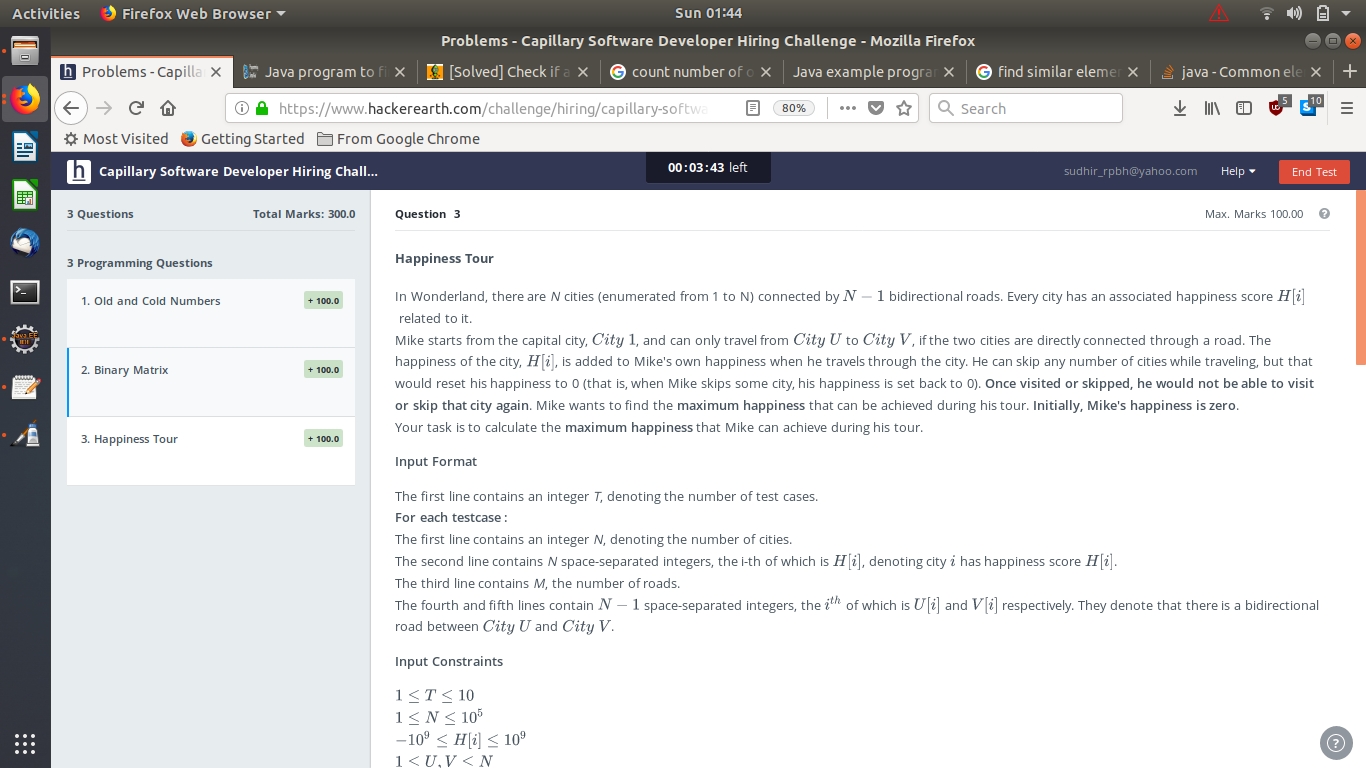 Activities Firefox Web Browser Sun 01:44
Problems - Capillary Software Developer Hiring Challenge - Mozilla Firefox
Problems - Capilla Java program to fi [Solved] Check if a count number of o Java example progra find similar eleme java - Common ele
https://www.hackerearth.com/challenge/hiring/capillary-softwa 80% Search 5 10
Most Visited Getting Started From Google Chrome
h Capillary Software Developer Hiring Chall... 00:03:43 left sudhir_rpbh@yahoo.com Help End Test
3 Questions Total Marks: 300.0
3 Programming Questions
1. Old and Cold Numbers + 100.0
2. Binary Matrix + 100.0
3. Happiness Tour + 100.0
Question 3 Max. Marks 100.00 ?
Happiness Tour
In Wonderland, there are N cities (enumerated from 1 to N) connected by N − 1 bidirectional roads. Every city has an associated happiness score H[i]
related to it.
Mike starts from the capital city, City 1, and can only travel from City U to City V, if the two cities are directly connected through a road. The
happiness of the city, H[i], is added to Mike's own happiness when he travels through the city. He can skip any number of cities while traveling, but that
would reset his happiness to 0 (that is, when Mike skips some city, his happiness is set back to 0). Once visited or skipped, he would not be able to visit
or skip that city again. Mike wants to find the maximum happiness that can be achieved during his tour. Initially, Mike's happiness is zero.
Your task is to calculate the maximum happiness that Mike can achieve during his tour.
Input Format
The first line contains an integer T, denoting the number of test cases.
For each testcase :
The first line contains an integer N, denoting the number of cities.
The second line contains N space-separated integers, the i-th of which is H[i], denoting city i has happiness score H[i].
The third line contains M, the number of roads.
The fourth and fifth lines contain N − 1 space-separated integers, the i^th of which is U[i] and V[i] respectively. They denote that there is a bidirectional
road between City U and City V.
Input Constraints
1 ≤ T ≤ 10
1 ≤ N ≤ 10⁵
−10⁹ ≤ H[i] ≤ 10⁹
1 ≤ U, V ≤ N